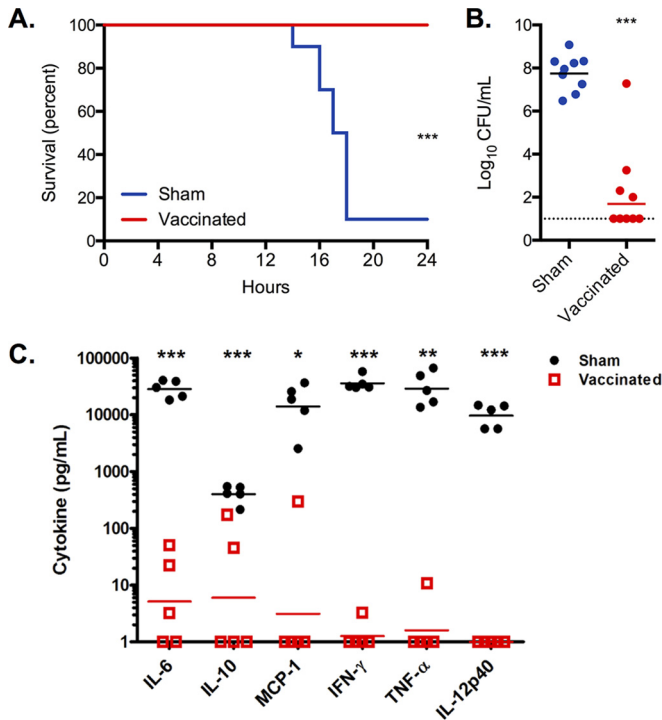 A.
Survival (percent)
100
80
60
40
20
0
***
Sham
Vaccinated
0 4 8 12 16 20 24
Hours
B.
***
Log10 CFU/mL
10
8
6
4
2
0
Sham
Vaccinated
C.
*** *** * *** ** ***
Sham
Vaccinated
Cytokine (pg/mL)
100000
10000
1000
100
10
1
IL-6
IL-10
MCP-1
IFN-γ
TNF-α
IL-12p40